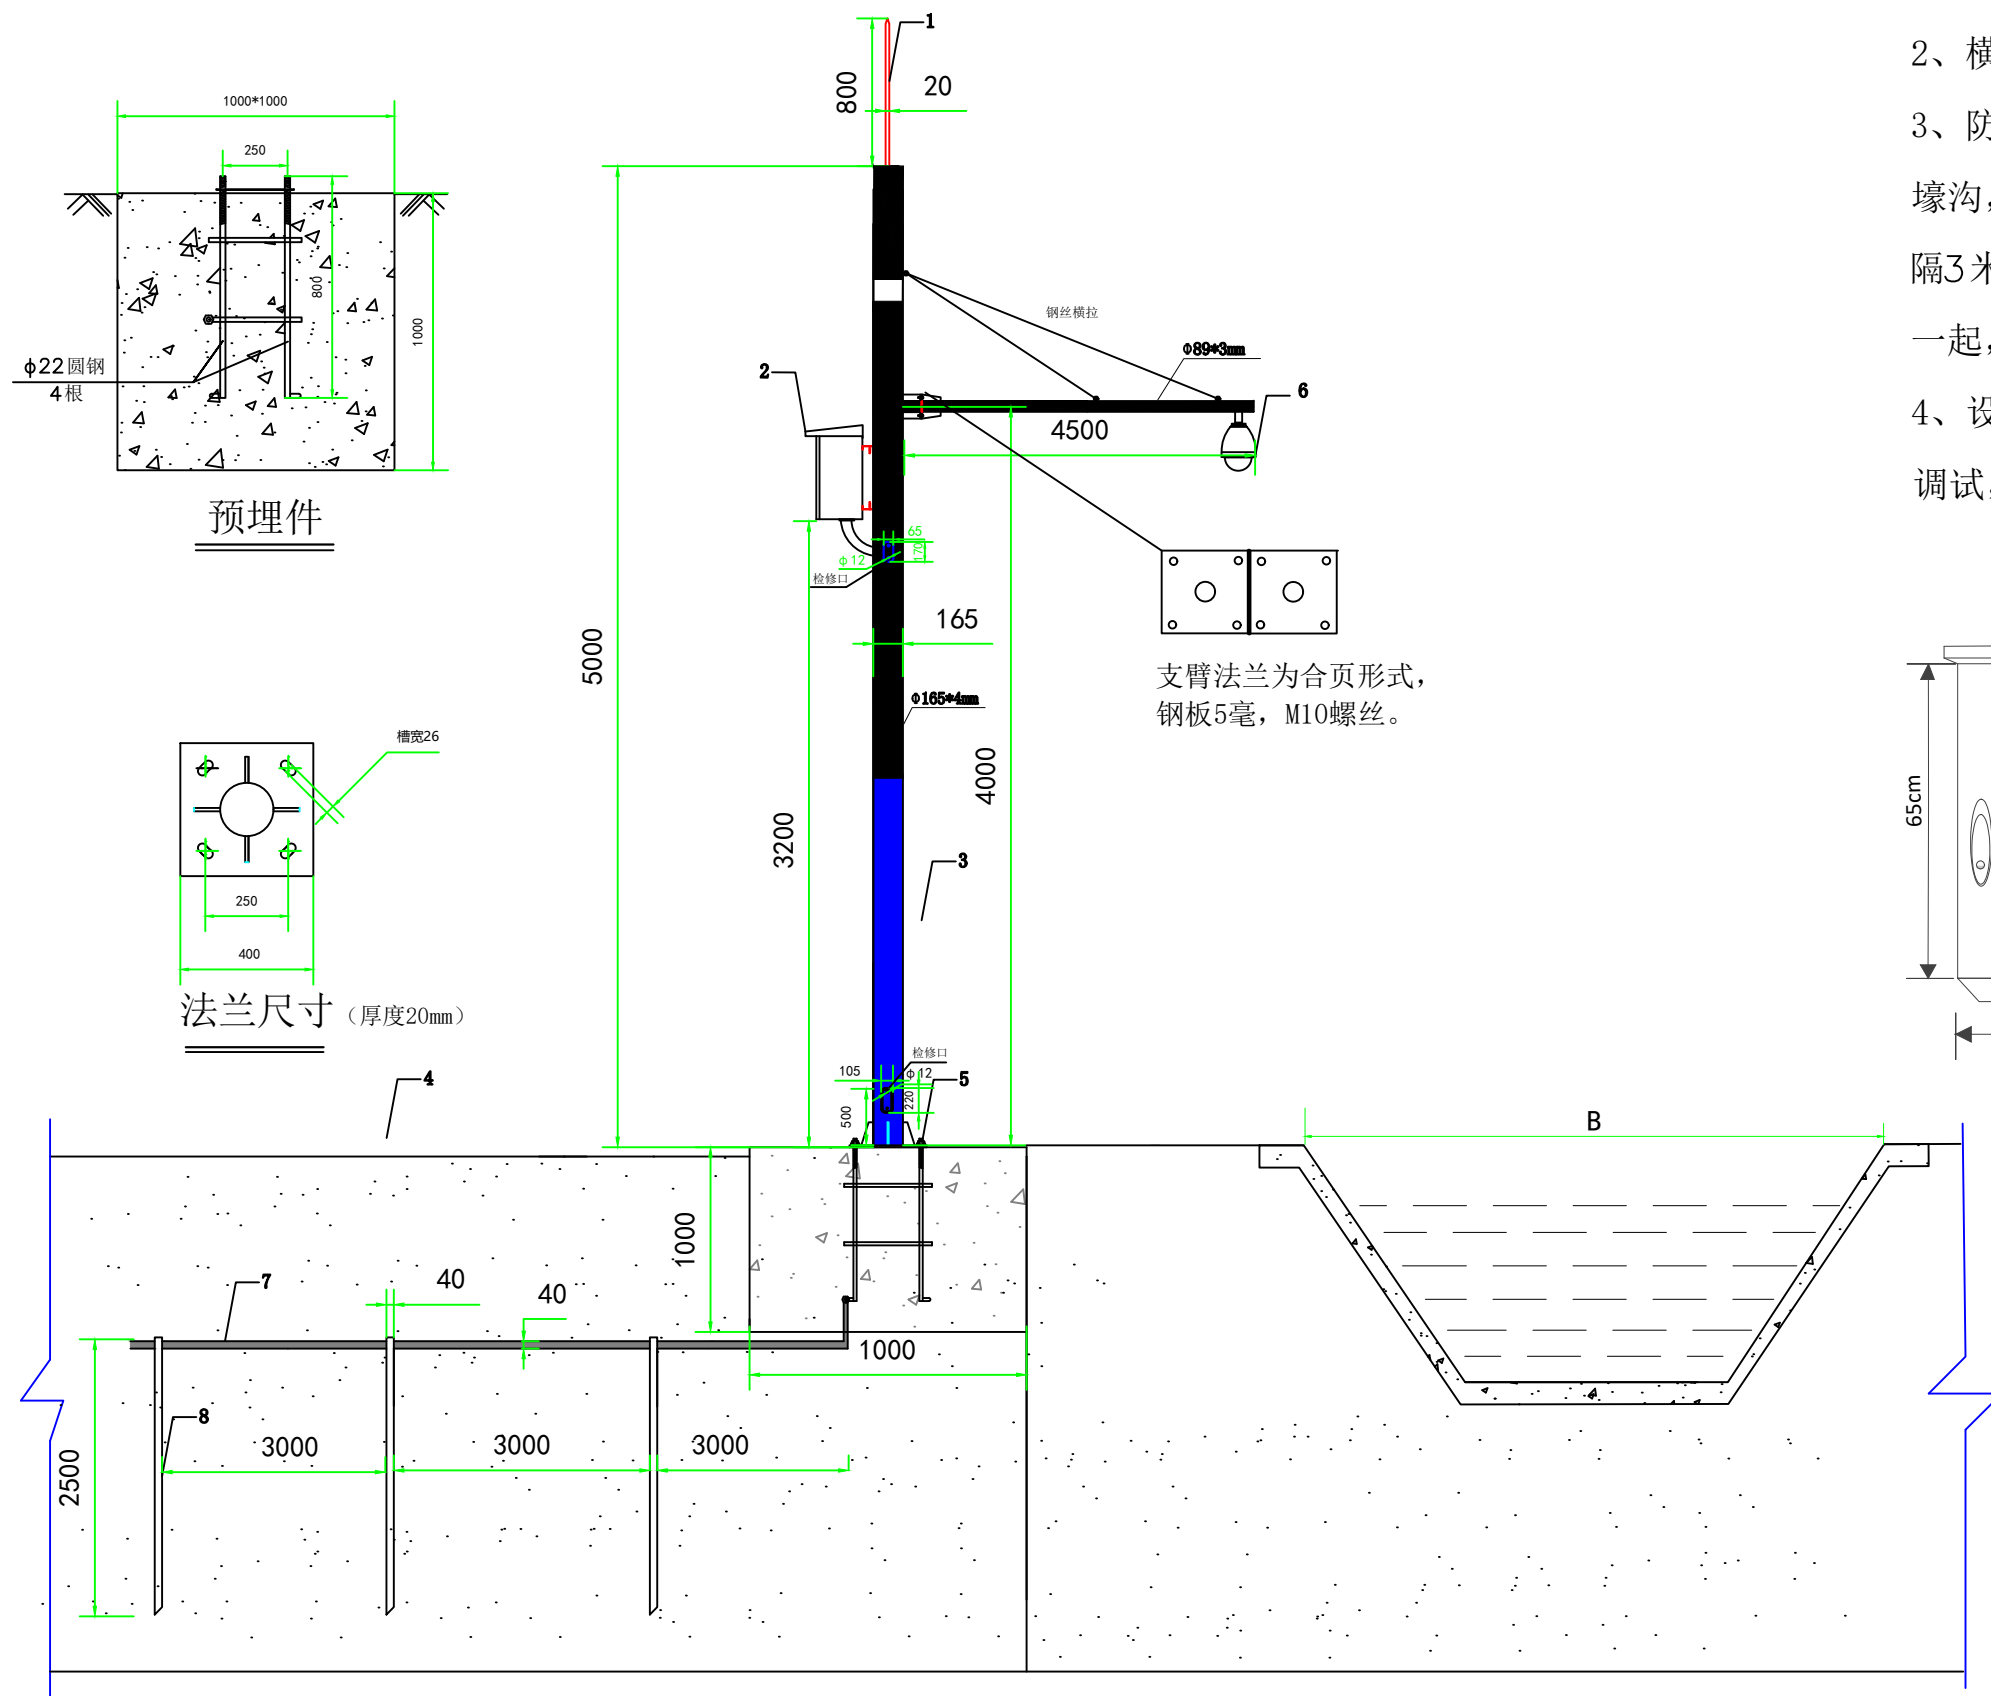 1
800
20
2、横
3、防
壕沟,
隔3米
一起,
4、设
调试,
1000*1000
250
800
1000
ф22圆钢
4根
预埋件
钢丝横拉
Φ89*3mm
2
6
4500
65
170
ф12
检修口
165
5000
Φ165*4mm
支臂法兰为合页形式,
钢板5毫, M10螺丝。
4000
3200
3
槽宽26
250
400
法兰尺寸(厚度20mm)
65cm
检修口
105
ф12
220
500
5
4
B
1000
1000
7
40
40
8
3000
3000
3000
2500